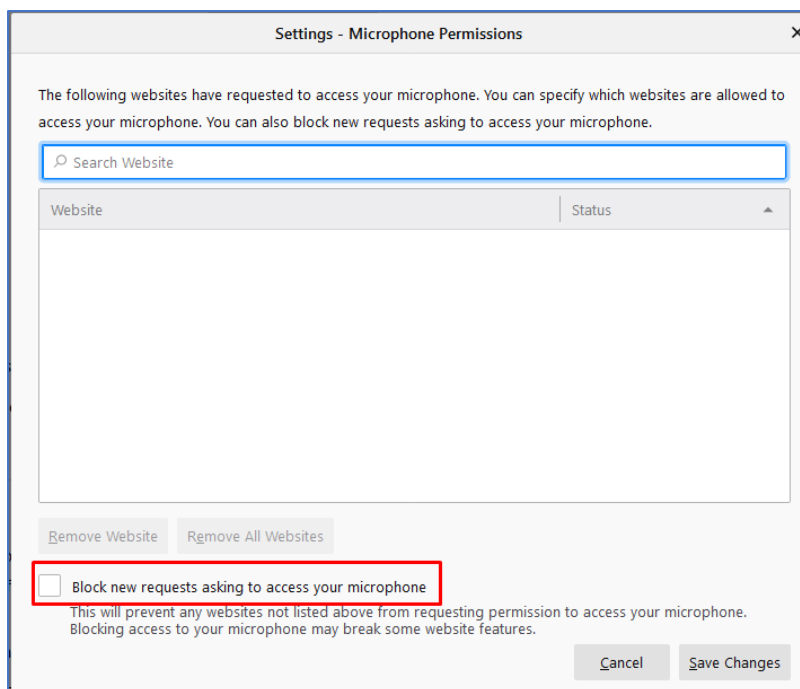 Settings - Microphone Permissions
The following websites have requested to access your microphone. You can specify which websites are allowed to
access your microphone. You can also block new requests asking to access your microphone.
Search Website
Website Status
Remove Website Remove All Websites
Block new requests asking to access your microphone
This will prevent any websites not listed above from requesting permission to access your microphone.
Blocking access to your microphone may break some website features.
Cancel Save Changes